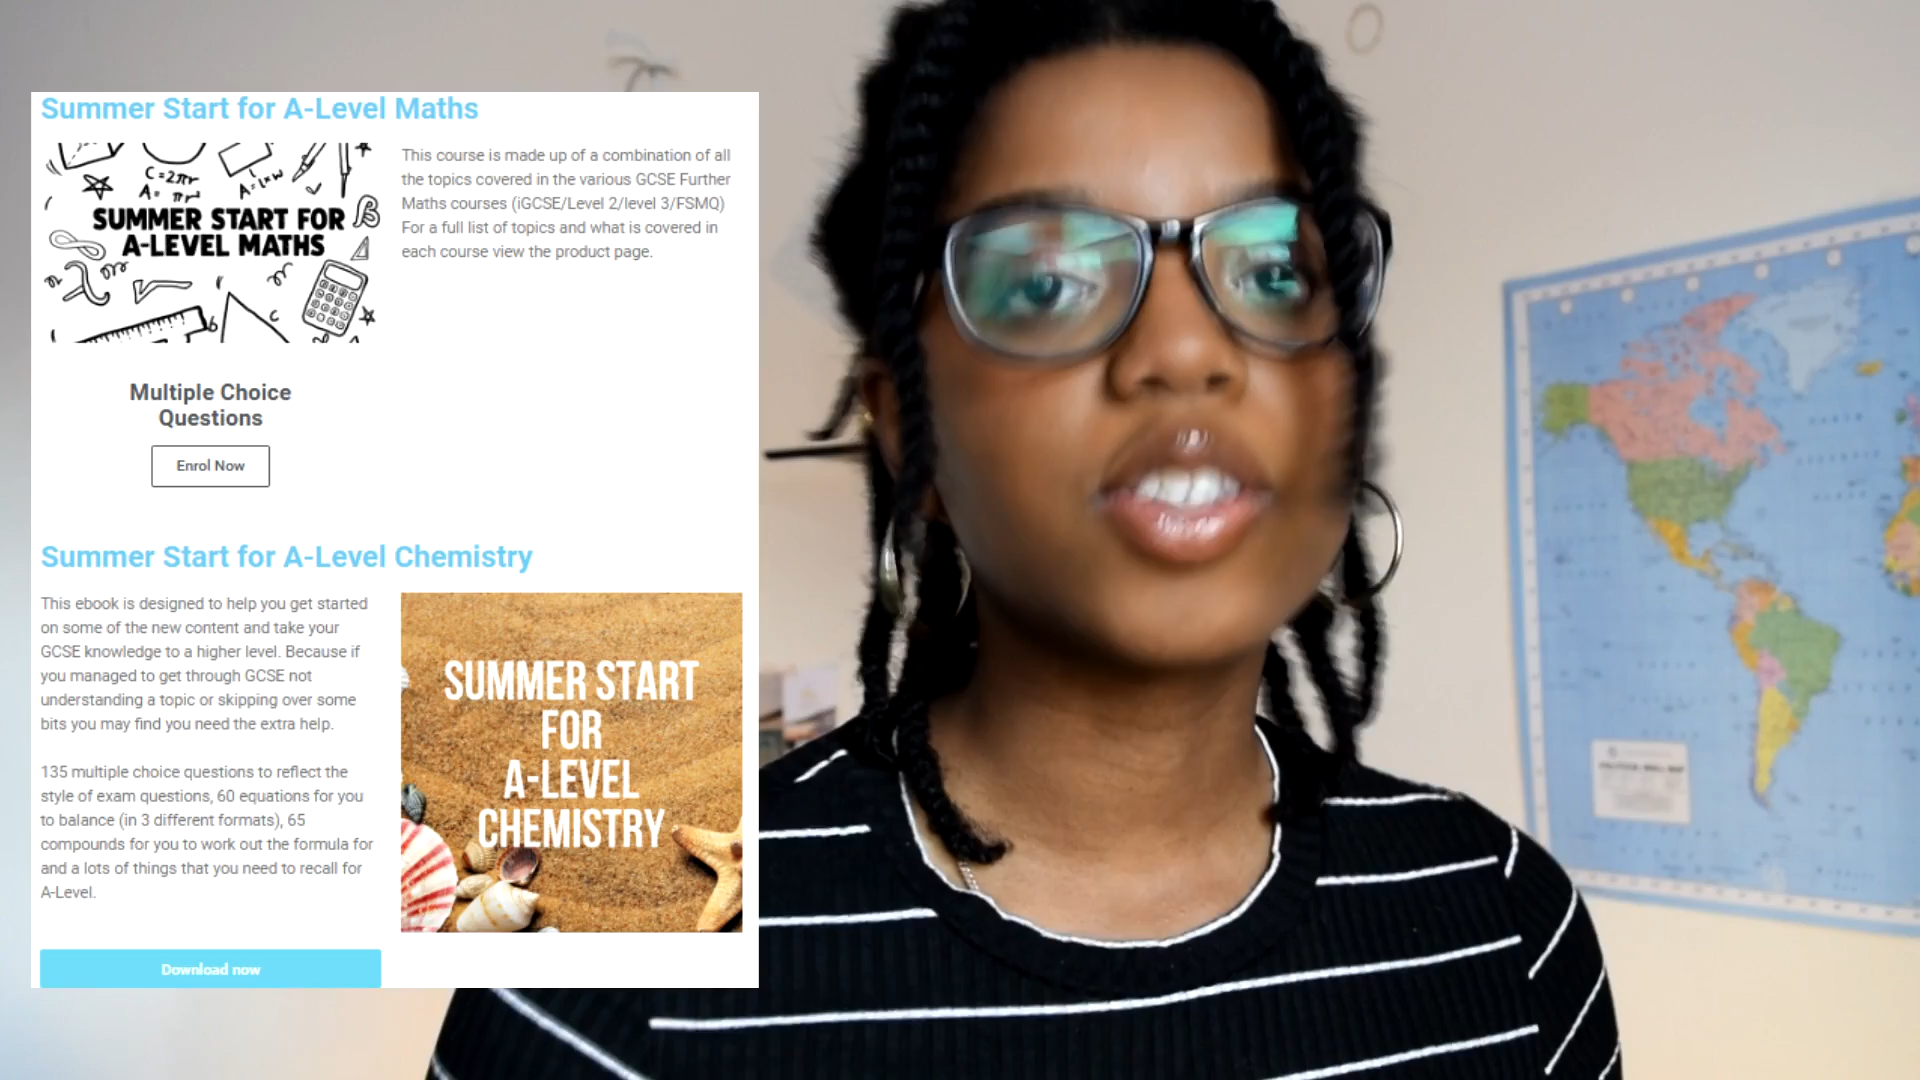 Summer Start for A-Level Maths
C=2πr
A= πr²
A=LxW
SUMMER START FOR
A-LEVEL MATHS
This course is made up of a combination of all
the topics covered in the various GCSE Further
Maths courses (iGCSE/Level 2/level 3/FSMQ)
For a full list of topics and what is covered in
each course view the product page.
Multiple Choice
Questions
Enrol Now
Summer Start for A-Level Chemistry
This ebook is designed to help you get started
on some of the new content and take your
GCSE knowledge to a higher level. Because if
you managed to get through GCSE not
understanding a topic or skipping over some
bits you may find you need the extra help.
135 multiple choice questions to reflect the
style of exam questions, 60 equations for you
to balance (in 3 different formats), 65
compounds for you to work out the formula for
and a lots of things that you need to recall for
A-Level.
Download now
SUMMER START
FOR
A-LEVEL
CHEMISTRY